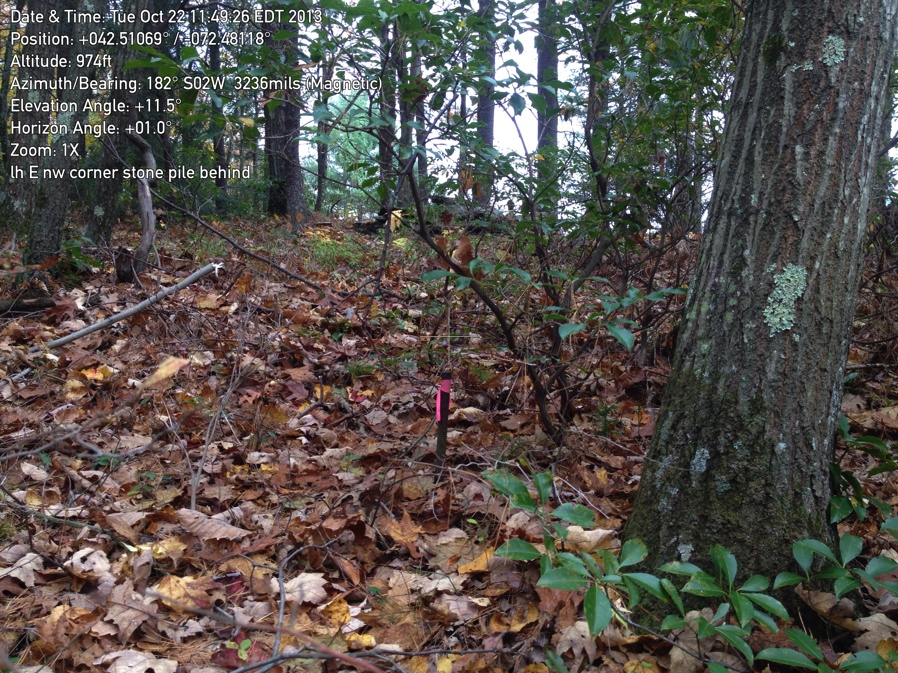 Date & Time: Tue Oct 22 11:49:26 EDT 2013
Position: +042.51069° / -072.48118°
Altitude: 974ft
Azimuth/Bearing: 182° S02W 3236mils (Magnetic)
Elevation Angle: +11.5°
Horizon Angle: +01.0°
Zoom: 1X
lh E nw corner stone pile behind